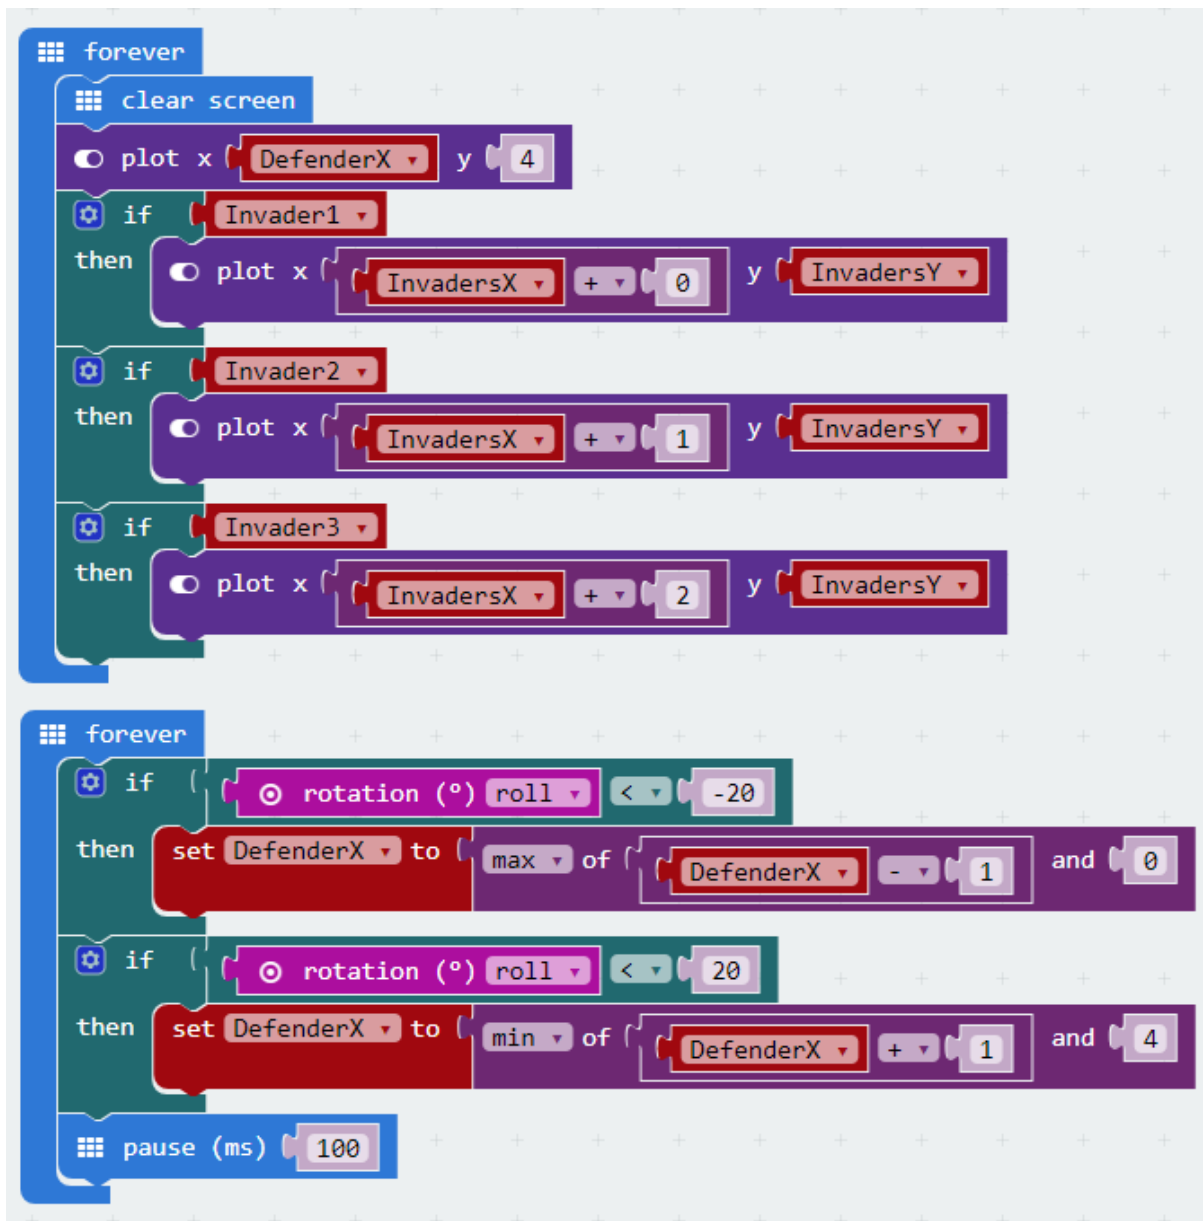 forever
clear screen
plot x DefenderX y 4
if Invader1
then plot x InvadersX + 0 y InvadersY
if Invader2
then plot x InvadersX + 1 y InvadersY
if Invader3
then plot x InvadersX + 2 y InvadersY
forever
if rotation (º) roll < -20
then set DefenderX to max of DefenderX - 1 and 0
if rotation (º) roll < 20
then set DefenderX to min of DefenderX + 1 and 4
pause (ms) 100